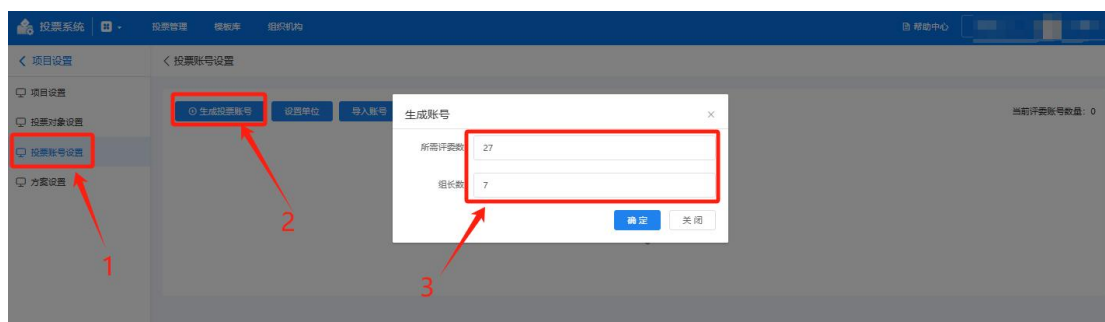 投票系统 投票管理 模板库 组织机构 帮助中心
项目设置 投票账号设置
项目设置
投票对象设置
投票账号设置
方案设置
生成投票账号 设置单位 导入账号 当前评委账号数量：0
生成账号
所需评委数 27
组长数 7
确定 关闭
1
2
3